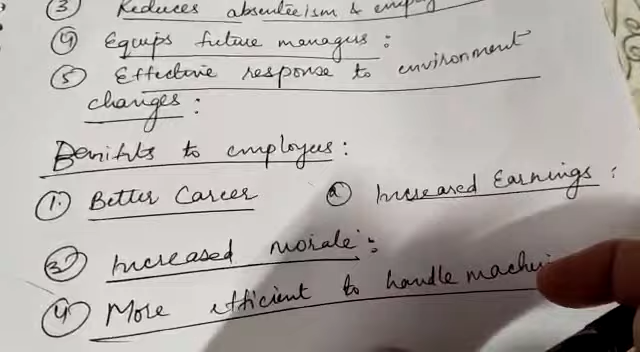 ③ Reduces absenteeism &
④ Equips future managers :
⑤ Effective response to environment
changes :
Benifits to employees :
① Better Career ② Increased Earnings :
③ Increased morale :
④ More efficient to handle